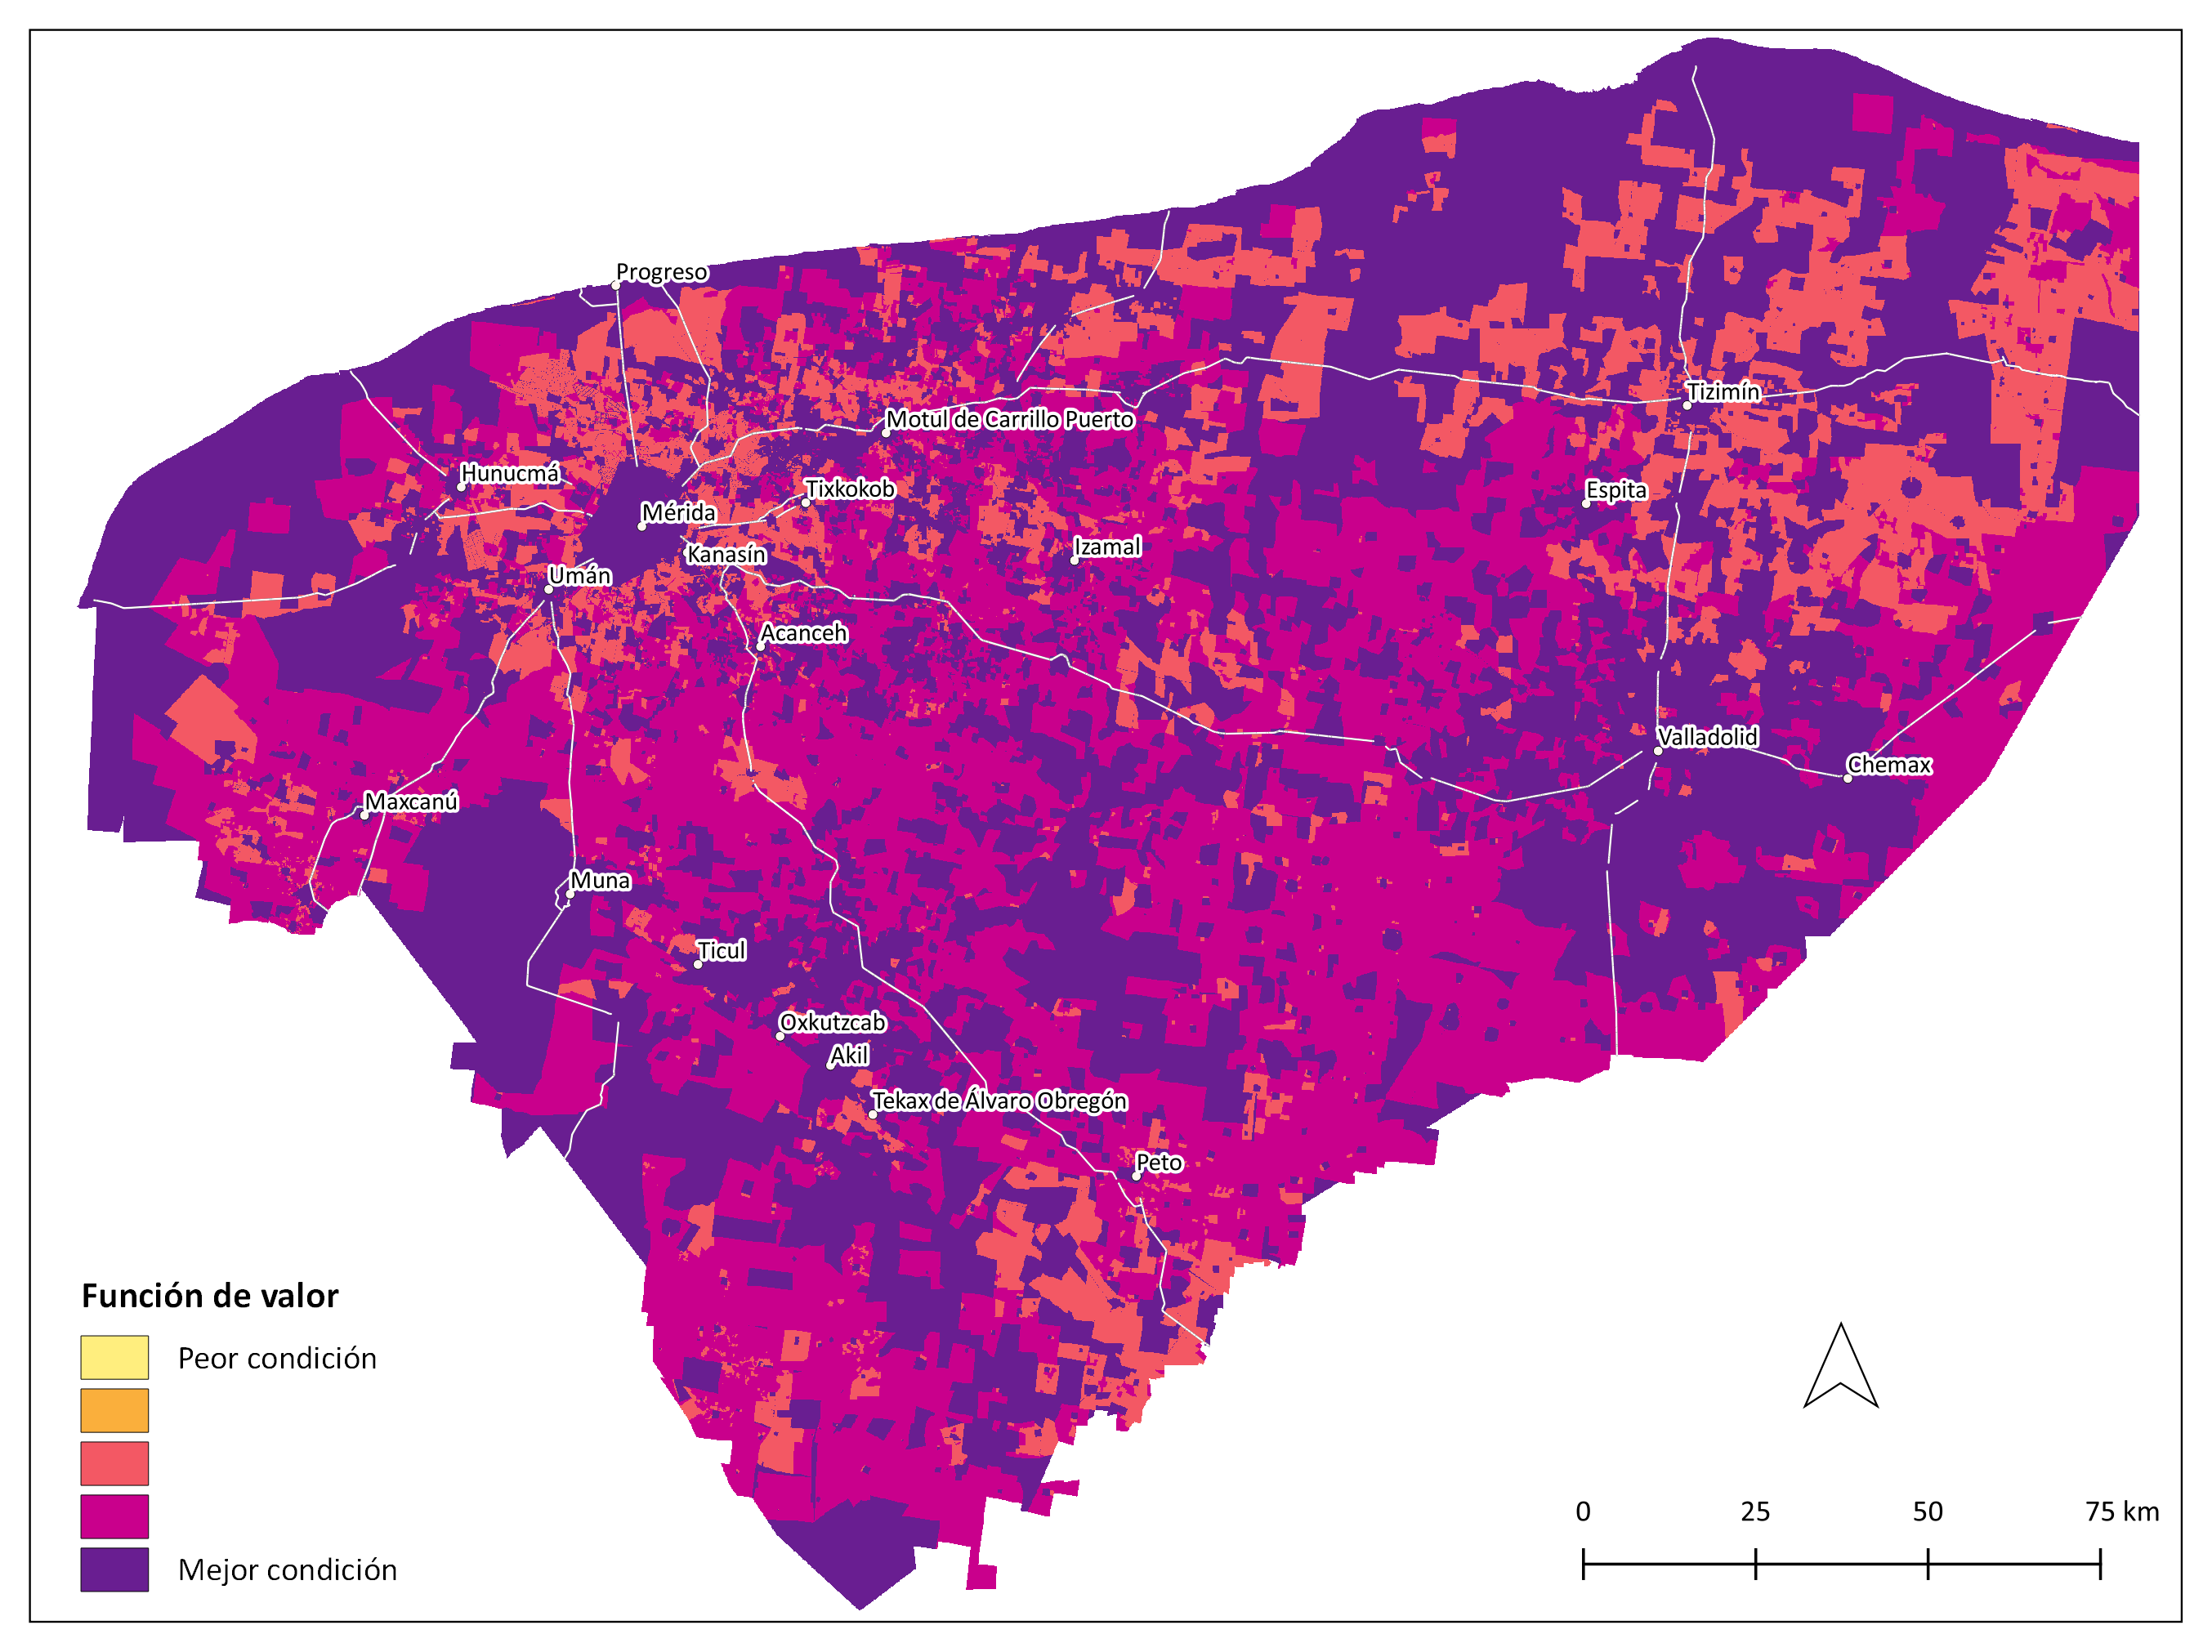 Progreso
Tizimín
Motul de Carrillo Puerto
Hunucmá
Tixkokob
Espita
Mérida
Izamal
Kanasín
Umán
Acanceh
Valladolid
Chemax
Maxcanú
Muna
Ticul
Oxkutzcab
Akil
Tekax de Álvaro Obregón
Peto
Función de valor
Peor condición
Mejor condición
0 25 50 75 km